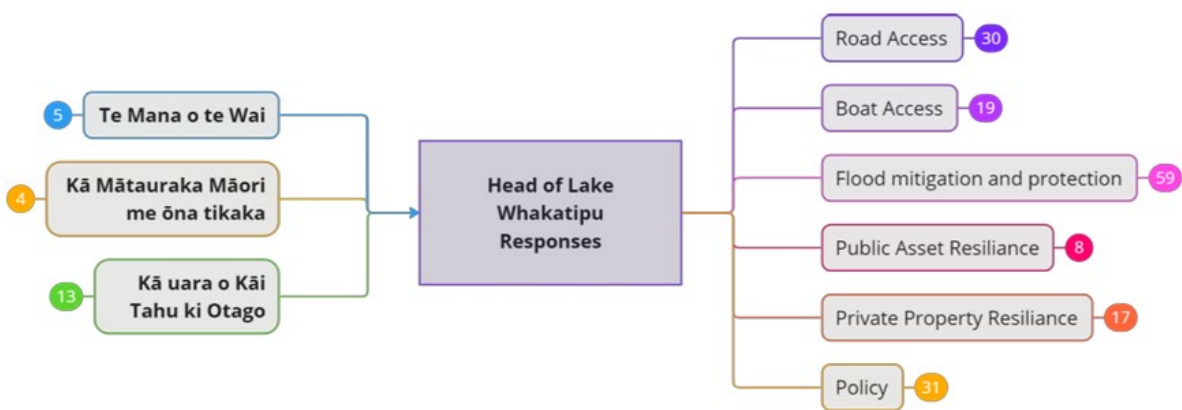 5
Te Mana o te Wai
4
Kā Mātauraka Māori
me ōna tikaka
13
Kā uara o Kāi
Tahu ki Otago
Head of Lake
Whakatipu
Responses
Road Access
30
Boat Access
19
Flood mitigation and protection
59
Public Asset Resiliance
8
Private Property Resiliance
17
Policy
31